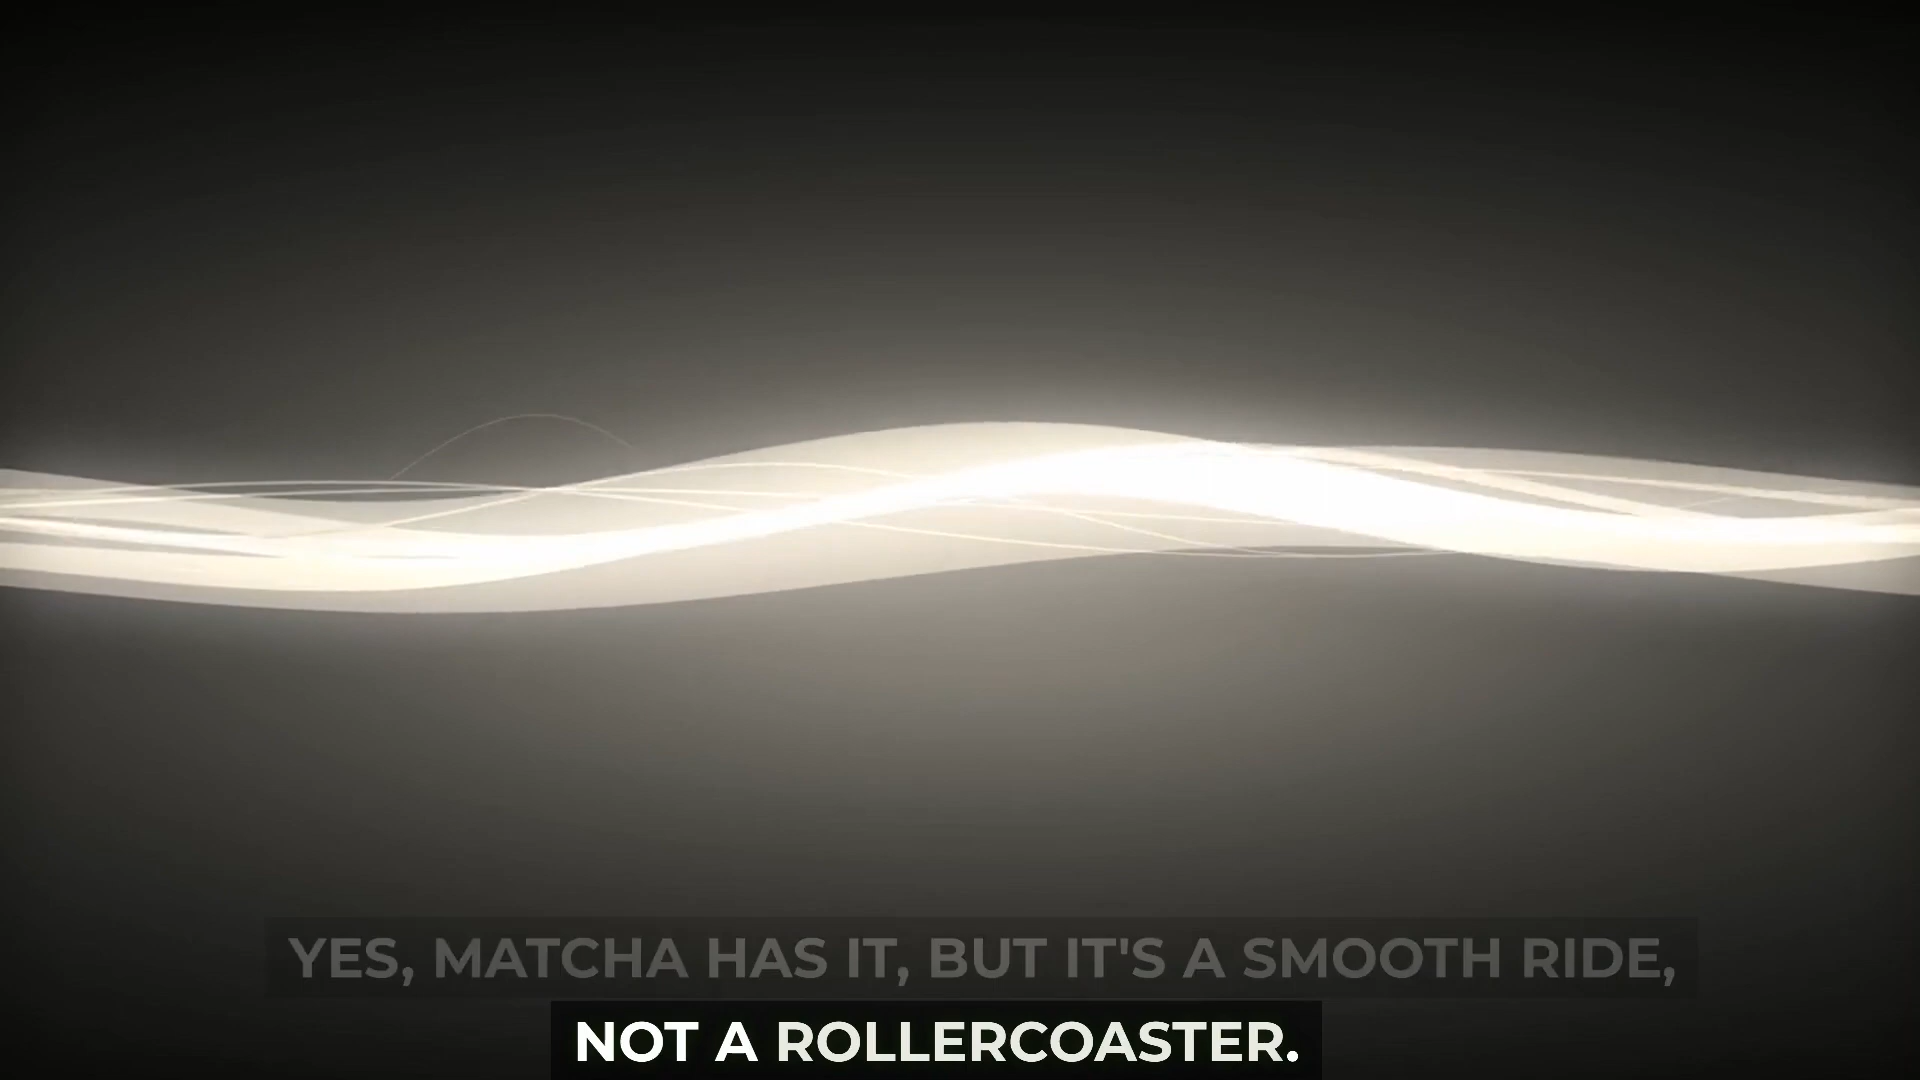 YES, MATCHA HAS IT, BUT IT'S A SMOOTH RIDE,
NOT A ROLLERCOASTER.